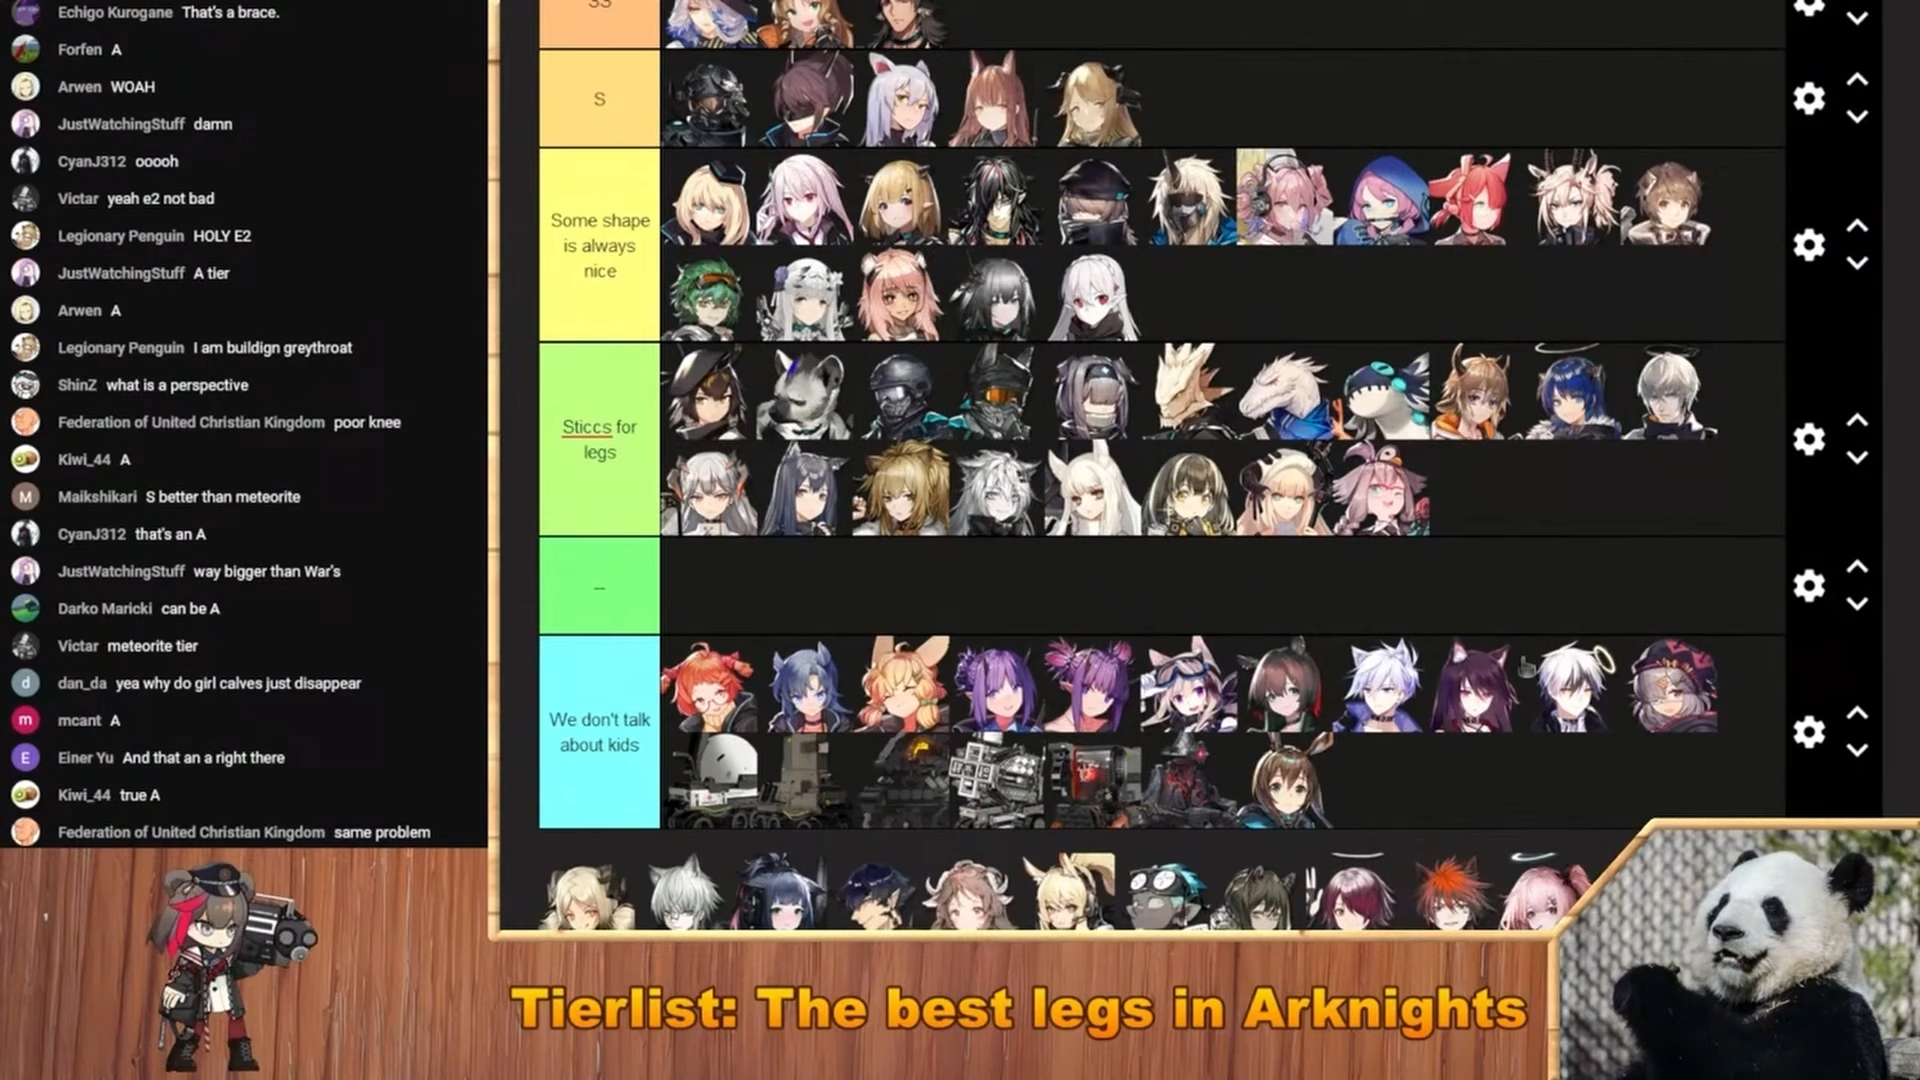 Echigo Kurogane That's a brace.
Forfen A
Arwen WOAH
JustWatchingStuff damn
CyanJ312 ooooh
Victar yeah e2 not bad
Legionary Penguin HOLY E2
JustWatchingStuff A tier
Arwen A
Legionary Penguin I am buildign greythroat
ShinZ what is a perspective
Federation of United Christian Kingdom poor knee
Kiwi_44 A
M
Maikshikari S better than meteorite
CyanJ312 that's an A
JustWatchingStuff way bigger than War's
Darko Maricki can be A
Victar meteorite tier
d
dan_da yea why do girl calves just disappear
m
mcant A
E
Einer Yu And that an a right there
Kiwi_44 true A
Federation of United Christian Kingdom same problem
SS
S
Some shape
is always
nice
Sticcs for
legs
--
We don't talk
about kids
Tierlist: The best legs in Arknights